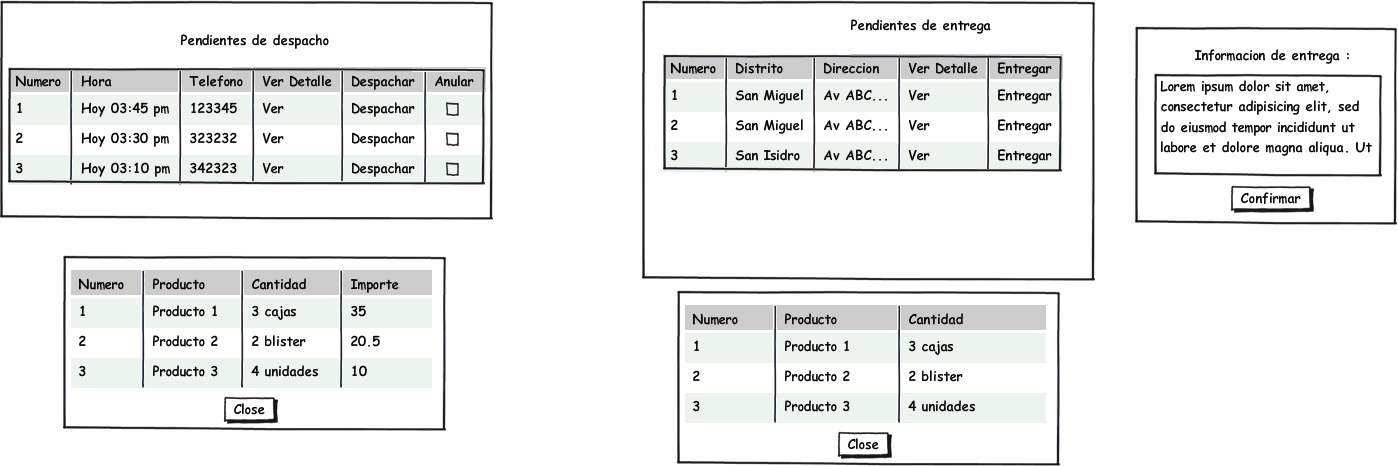 Pendientes de despacho
Numero Hora Telefono Ver Detalle Despachar Anular
1 Hoy 03:45 pm 123345 Ver Despachar
2 Hoy 03:30 pm 323232 Ver Despachar
3 Hoy 03:10 pm 342323 Ver Despachar
Numero Producto Cantidad Importe
1 Producto 1 3 cajas 35
2 Producto 2 2 blister 20.5
3 Producto 3 4 unidades 10
Close
Pendientes de entrega
Numero Distrito Direccion Ver Detalle Entregar
1 San Miguel Av ABC... Ver Entregar
2 San Miguel Av ABC... Ver Entregar
3 San Isidro Av ABC... Ver Entregar
Numero Producto Cantidad
1 Producto 1 3 cajas
2 Producto 2 2 blister
3 Producto 3 4 unidades
Close
Informacion de entrega :
Lorem ipsum dolor sit amet,
consectetur adipisicing elit, sed
do eiusmod tempor incididunt ut
labore et dolore magna aliqua. Ut
Confirmar